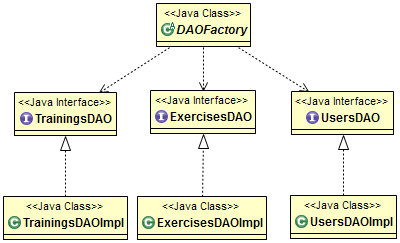 <<Java Class>>
DAOFactory
<<Java Interface>>
TrainingsDAO
<<Java Interface>>
ExercisesDAO
<<Java Interface>>
UsersDAO
<<Java Class>>
TrainingsDAOImpl
<<Java Class>>
ExercisesDAOImpl
<<Java Class>>
UsersDAOImpl